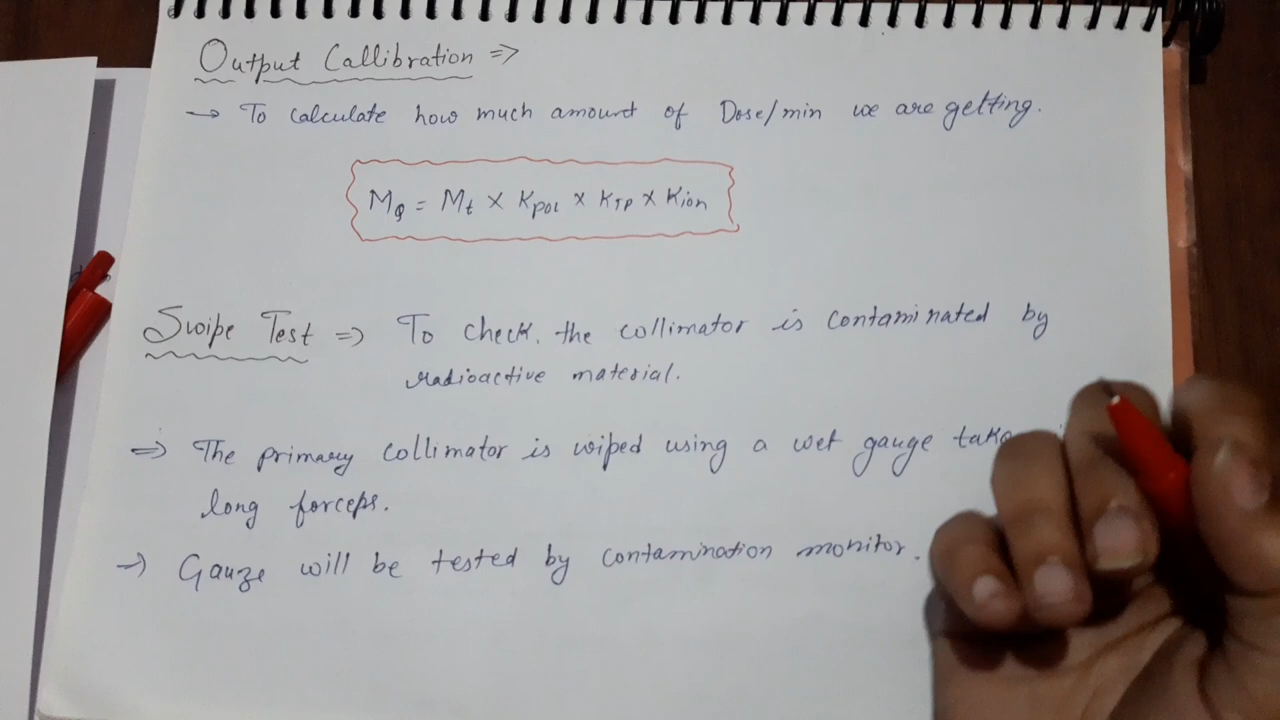 Output Callibration =>
→ To calculate how much amount of Dose/min we are getting.
MQ = Mt × Kpol × KTP × Kion
Swipe Test => To check. the collimator is contaminated by
radioactive material.
=> The primary collimator is wiped using a wet gauge
long forceps.
→ Gauze will be tested by contamination monitor.